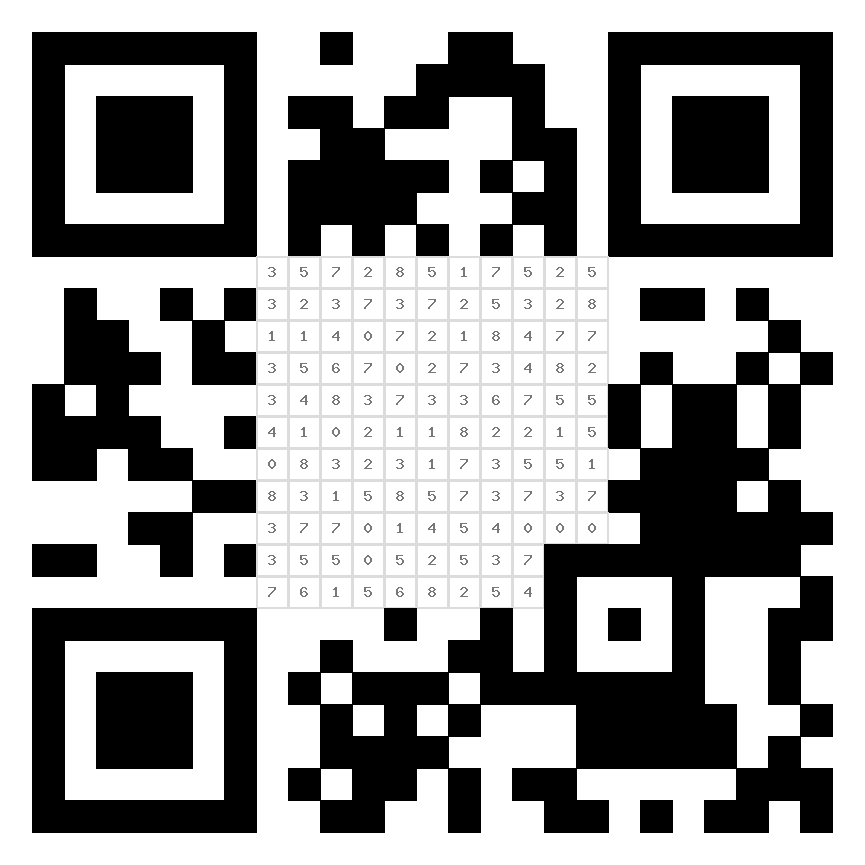 3 5 7 2 8 5 1 7 5 2 5
3 2 3 7 3 7 2 5 3 2 8
1 1 4 0 7 2 1 8 4 7 7
3 5 6 7 0 2 7 3 4 8 2
3 4 8 3 7 3 3 6 7 5 5
4 1 0 2 1 1 8 2 2 1 5
0 8 3 2 3 1 7 3 5 5 1
8 3 1 5 8 5 7 3 7 3 7
3 7 7 0 1 4 5 4 0 0 0
3 5 5 0 5 2 5 3 7
7 6 1 5 6 8 2 5 4